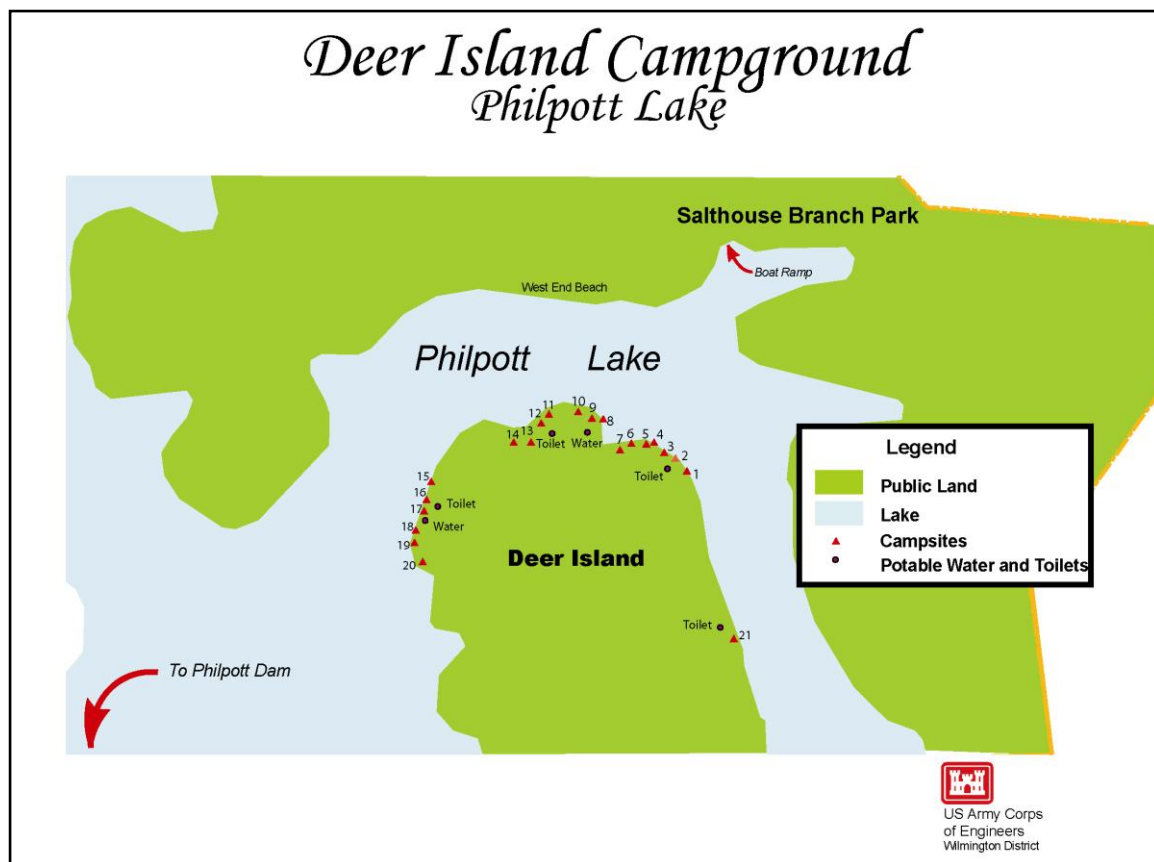 Deer Island Campground
Philpott Lake
Salthouse Branch Park
Boat Ramp
West End Beach
Philpott Lake
11
10
12
9
8
14
13
Toilet
Water
7
6
5
4
3
2
Toilet
1
15
16
Toilet
17
Water
18
19
20
Deer Island
Toilet
21
To Philpott Dam
Legend
Public Land
Lake
Campsites
Potable Water and Toilets
US Army Corps
of Engineers
Wilmington District